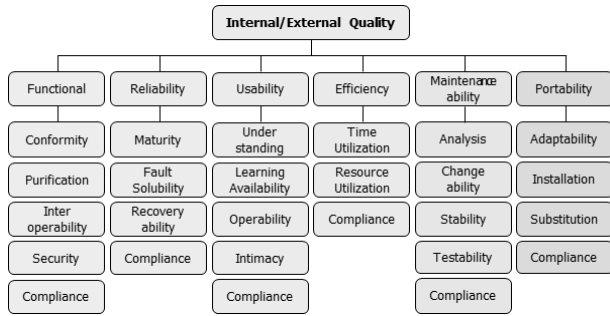 Internal/External Quality
Functional
Reliability
Usability
Efficiency
Maintenance
ability
Portability
Conformity
Maturity
Under
standing
Time
Utilization
Analysis
Adaptability
Purification
Fault
Solubility
Learning
Availability
Resource
Utilization
Change
ability
Installation
Inter
operability
Recovery
ability
Operability
Compliance
Stability
Substitution
Security
Compliance
Intimacy
Testability
Compliance
Compliance
Compliance
Compliance